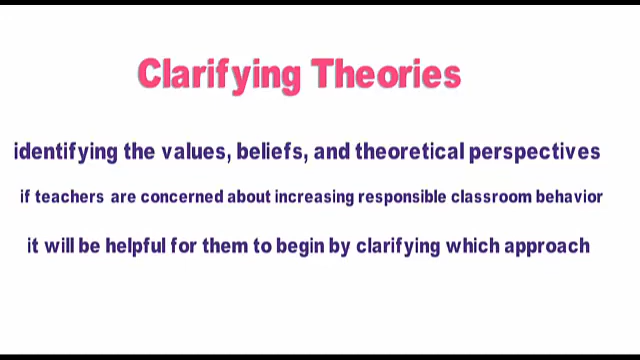 Clarifying Theories
identifying the values, beliefs, and theoretical perspectives
if teachers are concerned about increasing responsible classroom behavior
it will be helpful for them to begin by clarifying which approach